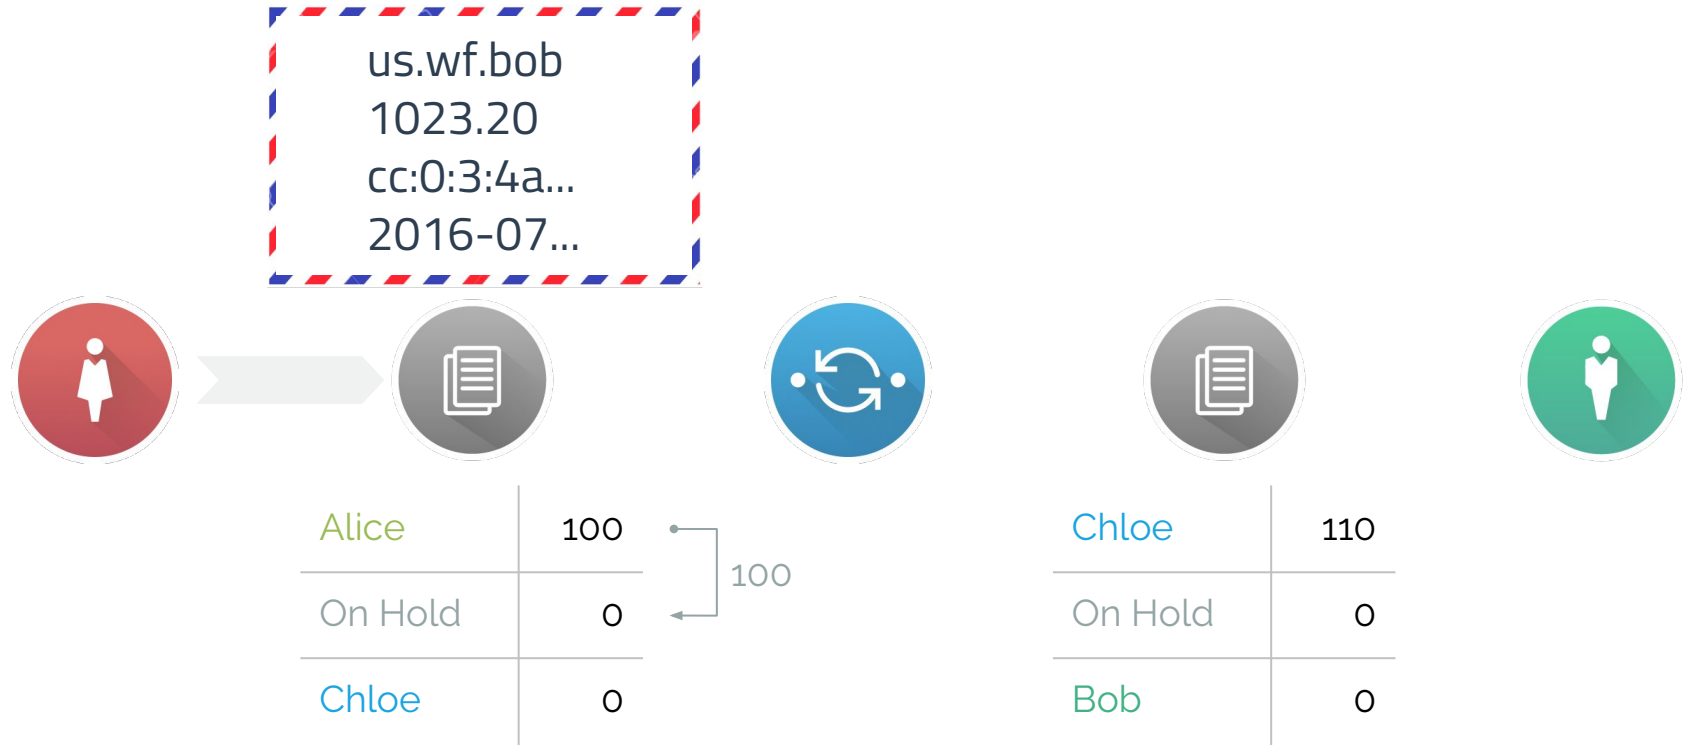 us.wf.bob
1023.20
cc:0:3:4a...
2016-07...
Alice 100
100
On Hold 0
Chloe 0
Chloe 110
On Hold 0
Bob 0